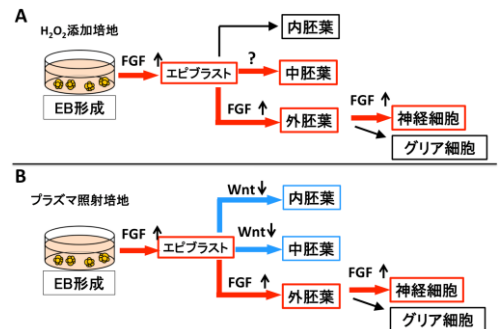 A
H₂O₂添加培地
EB形成
FGF ↑
エピブラスト
内胚葉
?
中胚葉
FGF ↑
外胚葉
FGF ↑
神経細胞
グリア細胞
B
プラズマ照射培地
EB形成
FGF ↑
エピブラスト
Wnt↓
内胚葉
Wnt↓
中胚葉
FGF ↑
外胚葉
FGF ↑
神経細胞
グリア細胞